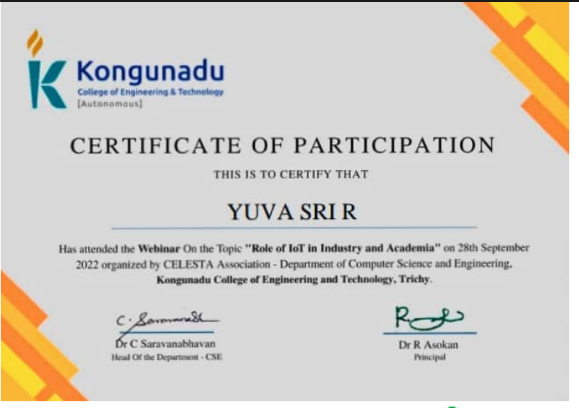 Kongunadu
College of Engineering & Technology
[Autonomous]
CERTIFICATE OF PARTICIPATION
THIS IS TO CERTIFY THAT
YUVA SRI R
Has attended the Webinar On the Topic "Role of IoT in Industry and Academia" on 28th September
2022 organized by CELESTA Association - Department of Computer Science and Engineering,
Kongunadu College of Engineering and Technology, Trichy.
C. Saravanabh
Dr C Saravanabhavan
Head Of the Department - CSE
Dr R Asokan
Principal